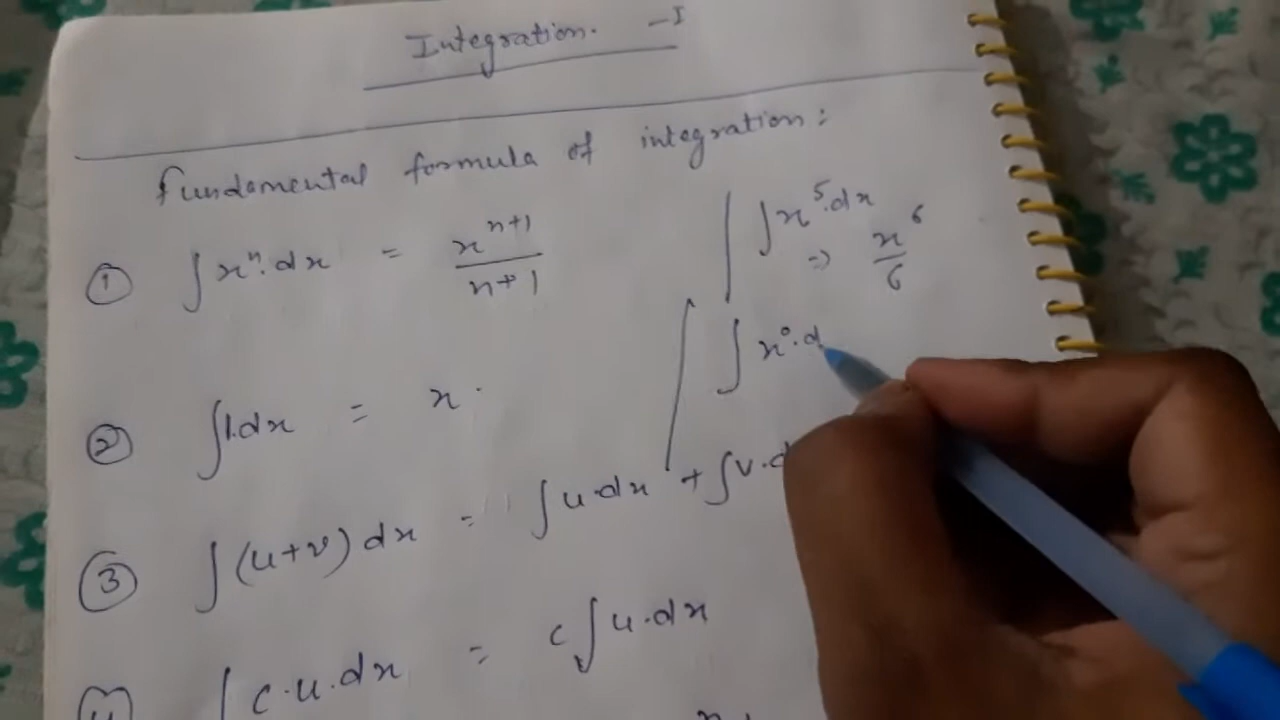 Integration. -I
Fundamental formula of integration:
① ∫xⁿ.dx = xⁿ⁺¹/n+1
∫x⁵.dx
⇒ x⁶/6
② ∫1.dx = x.
∫x⁰.d
③ ∫(u+v)dx = ∫u.dx + ∫v.d
4 ∫c.u.dx = c∫u.dx